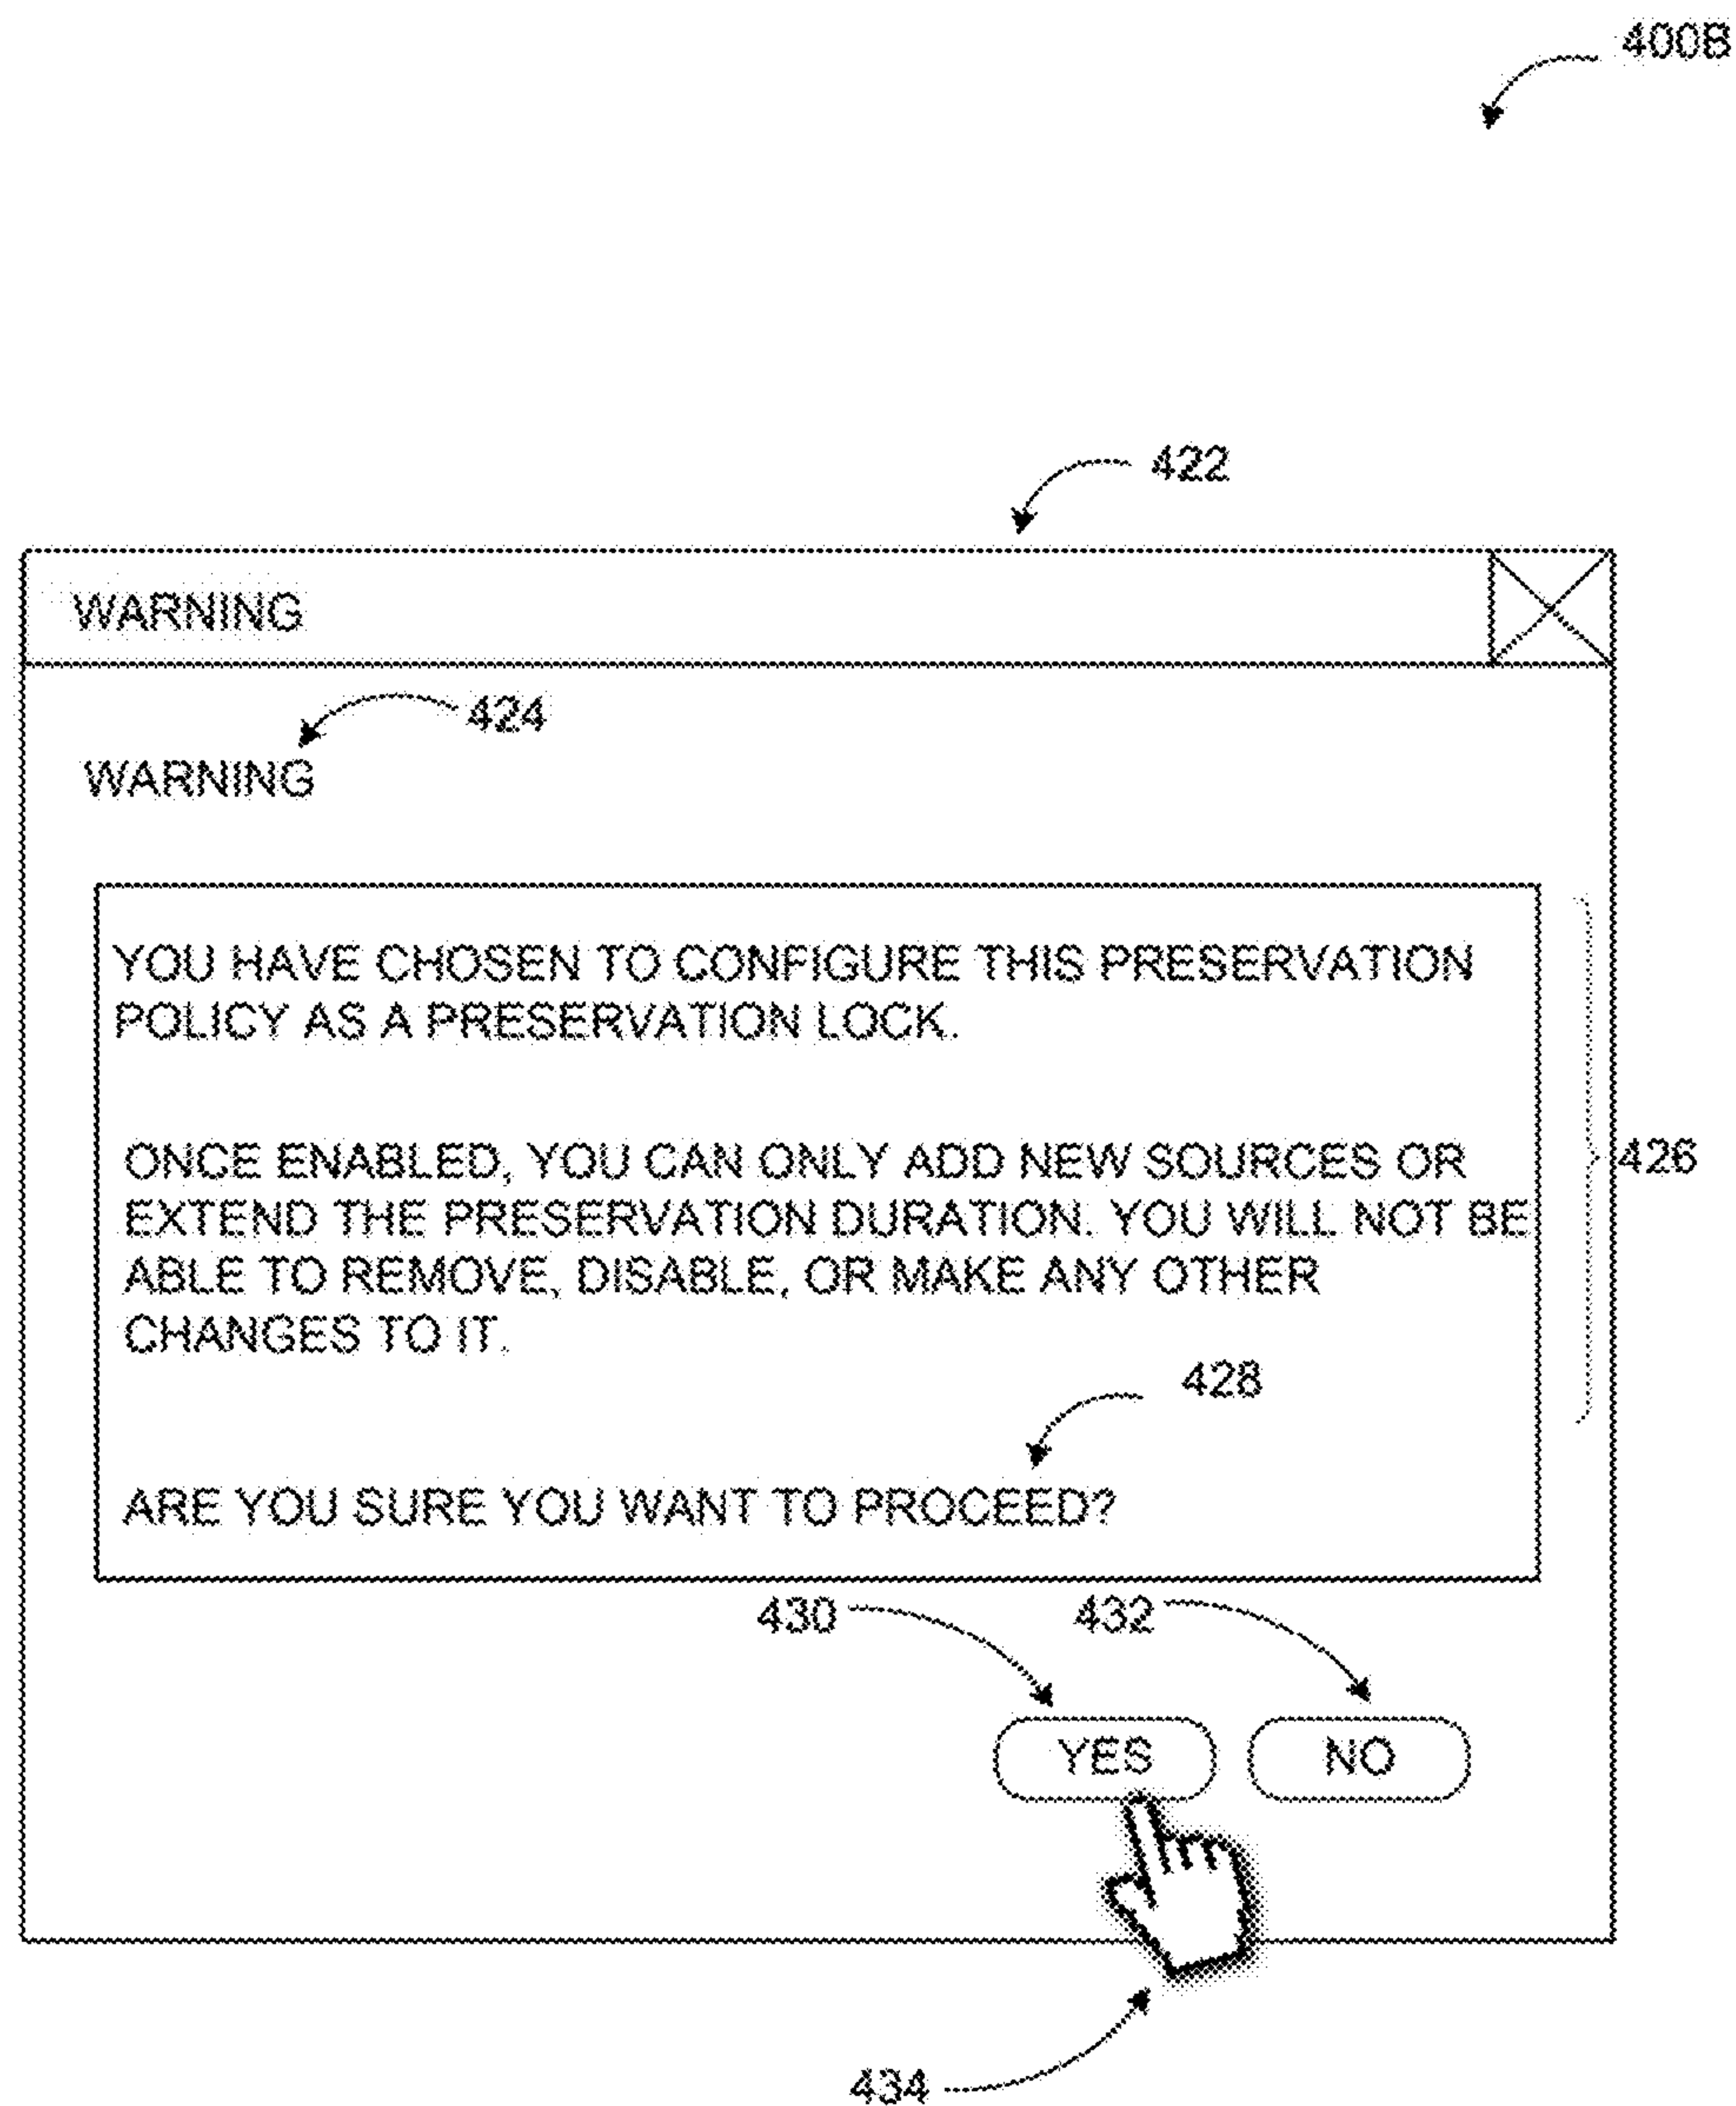 400B
422
WARNING
424
WARNING
YOU HAVE CHOSEN TO CONFIGURE THIS PRESERVATION
POLICY AS A PRESERVATION LOCK.
ONCE ENABLED, YOU CAN ONLY ADD NEW SOURCES OR
EXTEND THE PRESERVATION DURATION. YOU WILL NOT BE
ABLE TO REMOVE, DISABLE, OR MAKE ANY OTHER
CHANGES TO IT.
426
428
ARE YOU SURE YOU WANT TO PROCEED?
430 432
YES NO
434